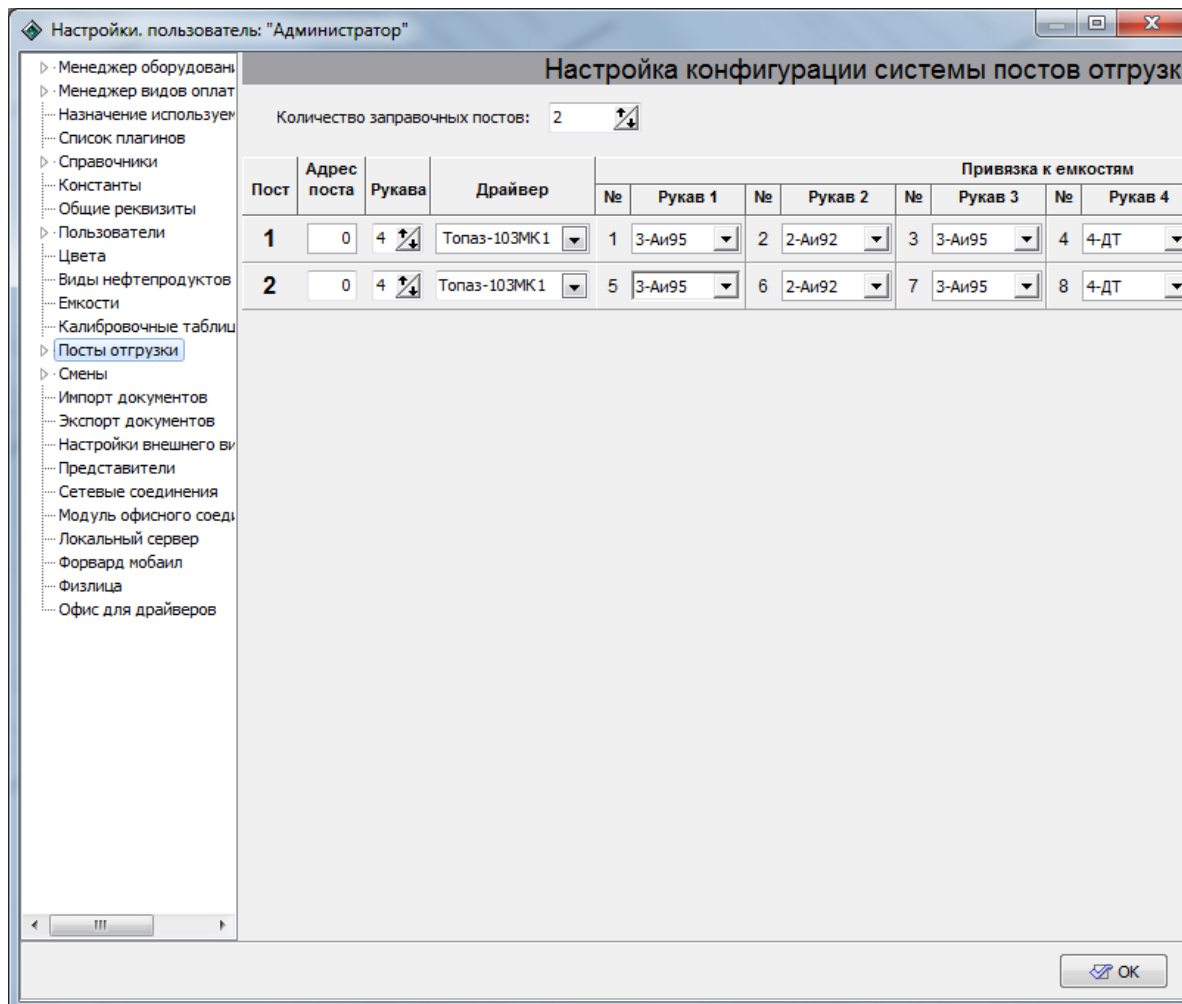 Настройки. пользователь: "Администратор"
Менеджер оборудовани
Менеджер видов оплат
Назначение используем
Список плагинов
Справочники
Константы
Общие реквизиты
Пользователи
Цвета
Виды нефтепродуктов
Емкости
Калибровочные таблиц
Посты отгрузки
Смены
Импорт документов
Экспорт документов
Настройки внешнего ви
Представители
Сетевые соединения
Модуль офисного соеди
Локальный сервер
Форвард мобаил
Физлица
Офис для драйверов
Настройка конфигурации системы постов отгрузк
Количество заправочных постов: 2
Пост Адрес поста Рукава Драйвер Привязка к емкостям
№ Рукав 1 № Рукав 2 № Рукав 3 № Рукав 4
1 0 4 Топаз-103МК1 1 3-Аи95 2 2-Аи92 3 3-Аи95 4 4-ДТ
2 0 4 Топаз-103МК1 5 3-Аи95 6 2-Аи92 7 3-Аи95 8 4-ДТ
OK